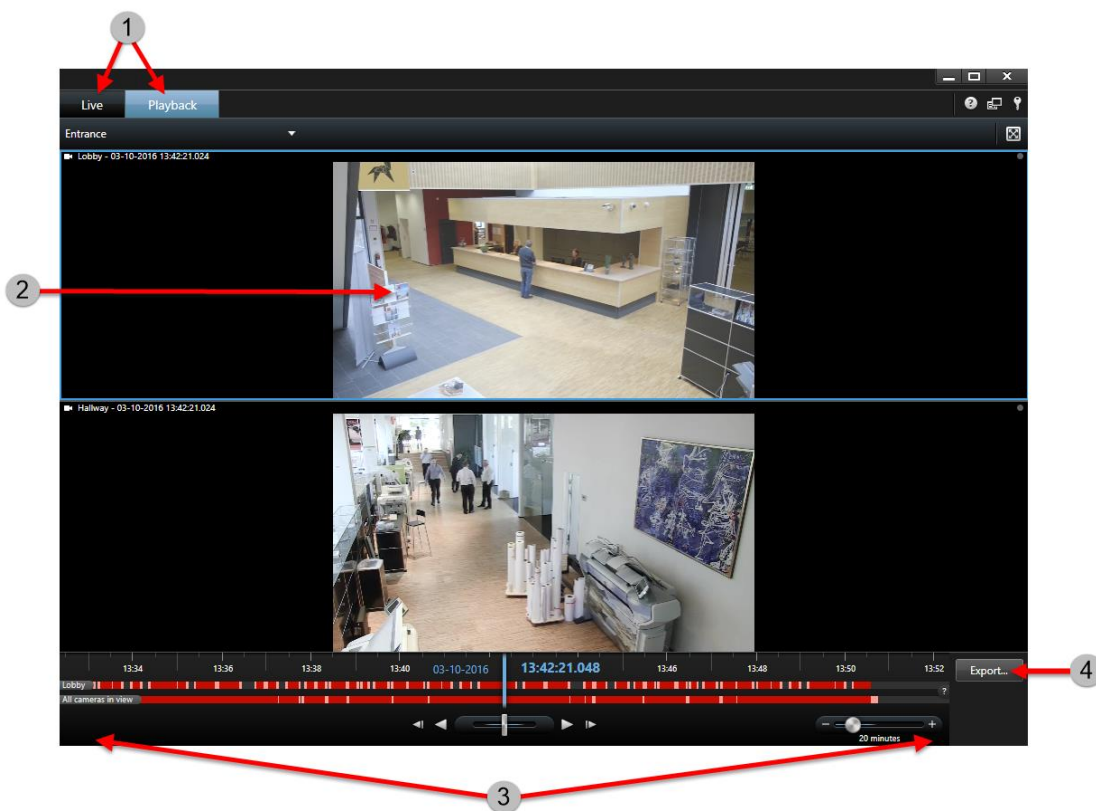 1
Live Playback
Entrance
Lobby - 03-10-2016 13:42:21.024
2
Hallway - 03-10-2016 13:42:21.024
13:34 13:36 13:38 13:40 03-10-2016 13:42:21.048 13:46 13:48 13:50 13:52
Export...
4
Lobby
?
All cameras in view
20 minutes
3